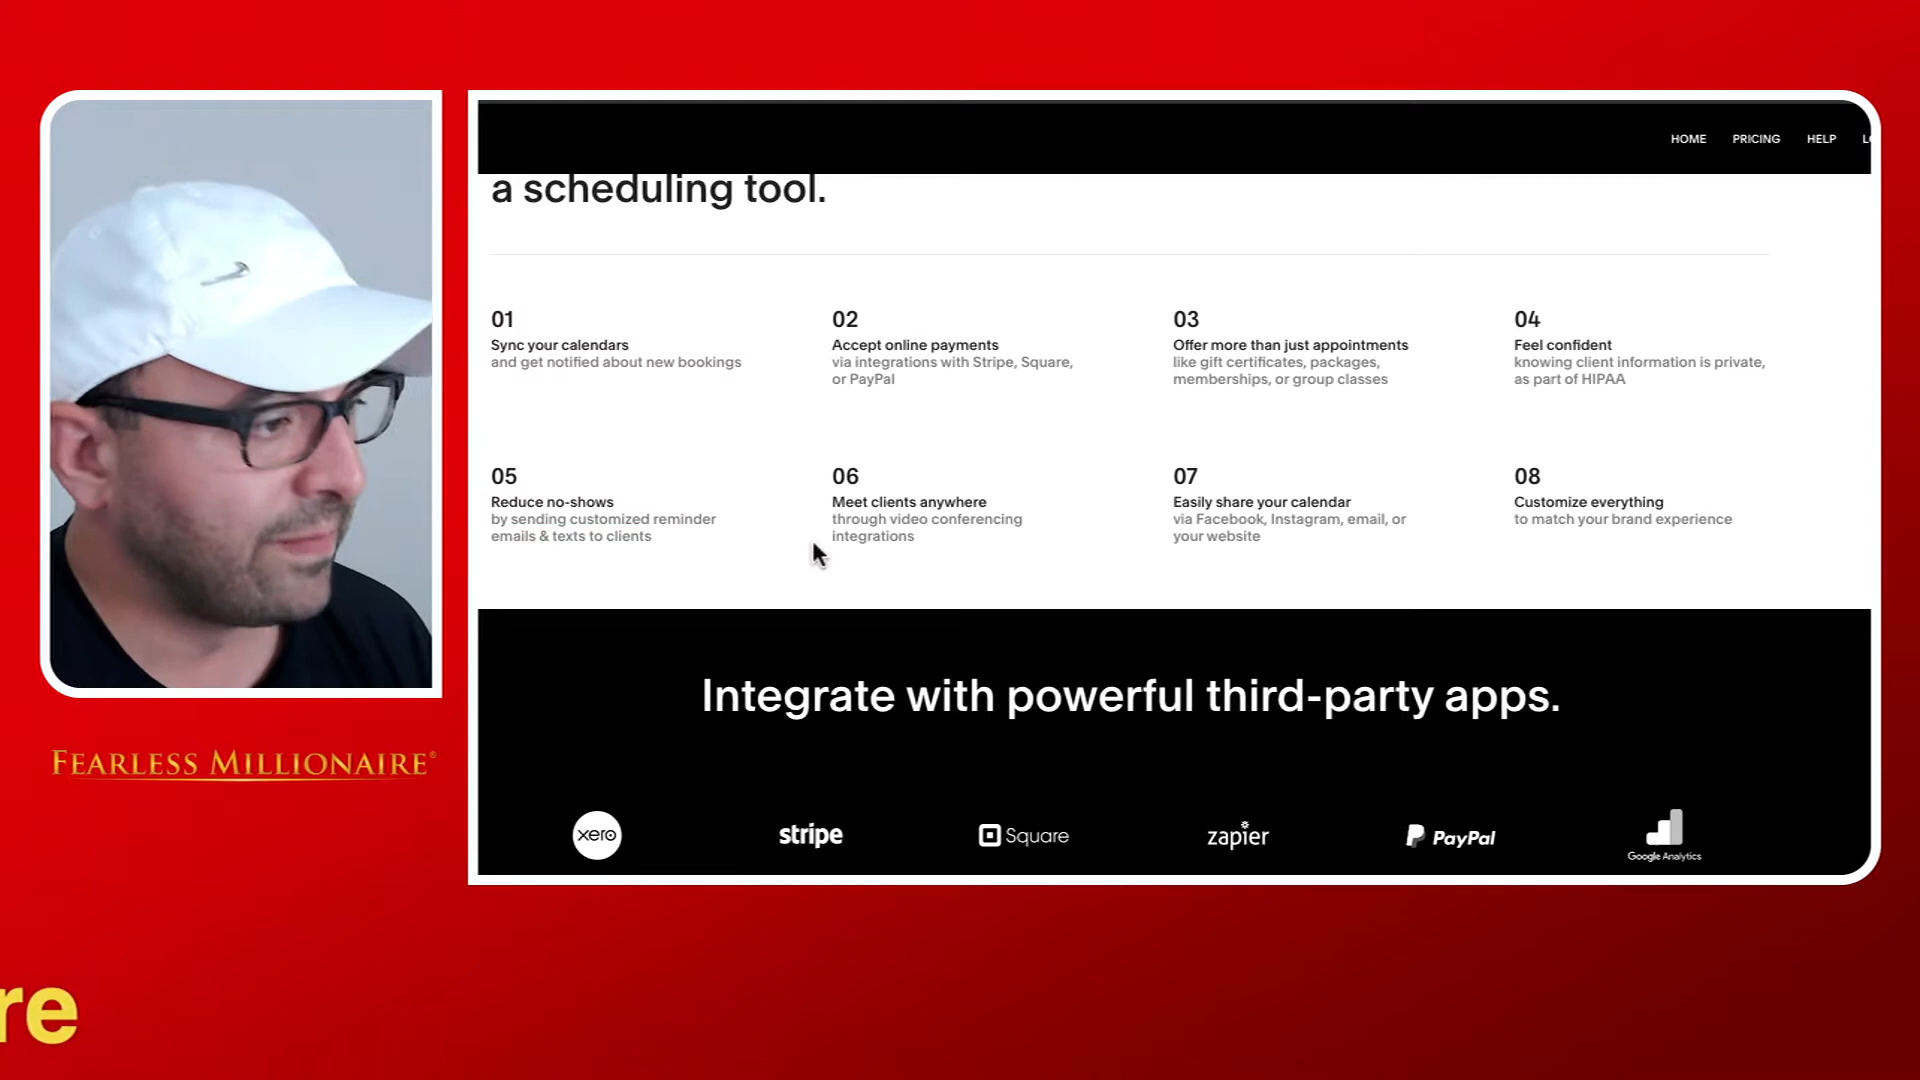 HOME PRICING HELP
a scheduling tool.
01
Sync your calendars
and get notified about new bookings
02
Accept online payments
via integrations with Stripe, Square,
or PayPal
03
Offer more than just appointments
like gift certificates, packages,
memberships, or group classes
04
Feel confident
knowing client information is private,
as part of HIPAA
05
Reduce no-shows
by sending customized reminder
emails & texts to clients
06
Meet clients anywhere
through video conferencing
integrations
07
Easily share your calendar
via Facebook, Instagram, email, or
your website
08
Customize everything
to match your brand experience
Integrate with powerful third-party apps.
xero stripe Square zapier PayPal Google Analytics
FEARLESS MILLIONAIRE®
re